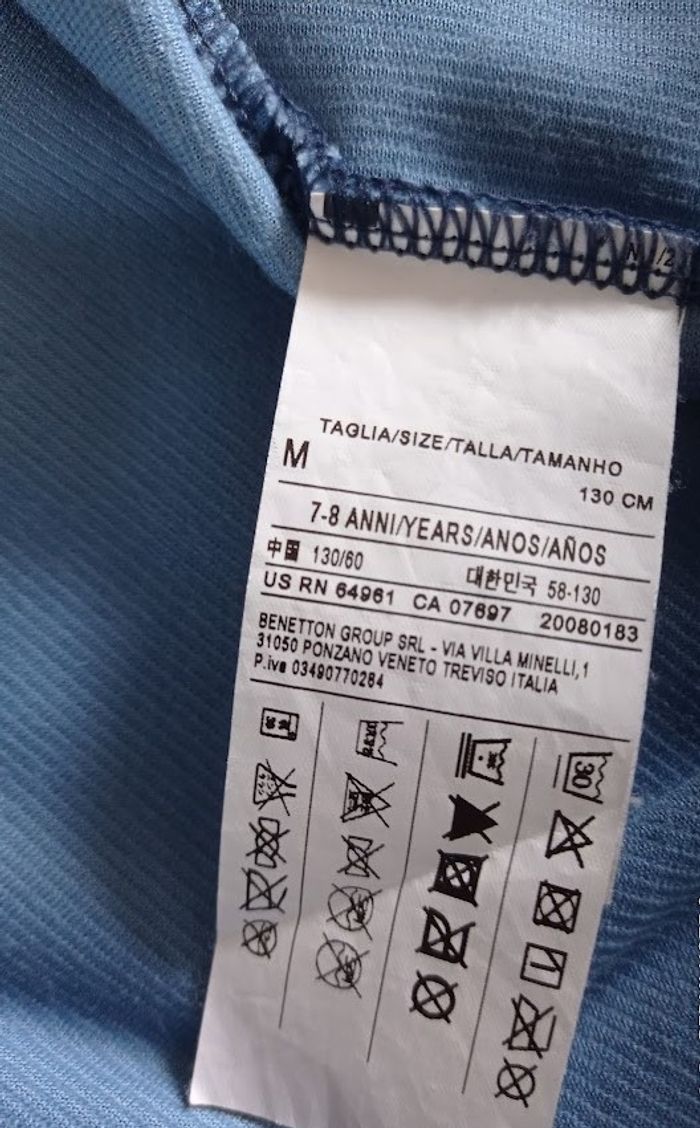 TAGLIA/SIZE/TALLA/TAMANHO
M
130 CM
7-8 ANNI/YEARS/ANOS/AÑOS
中国 130/60 대한민국 58-130
US RN 64961 CA 07697 20080183
BENETTON GROUP SRL - VIA VILLA MINELLI,1
31050 PONZANO VENETO TREVISO ITALIA
P.iva 03490770264
30